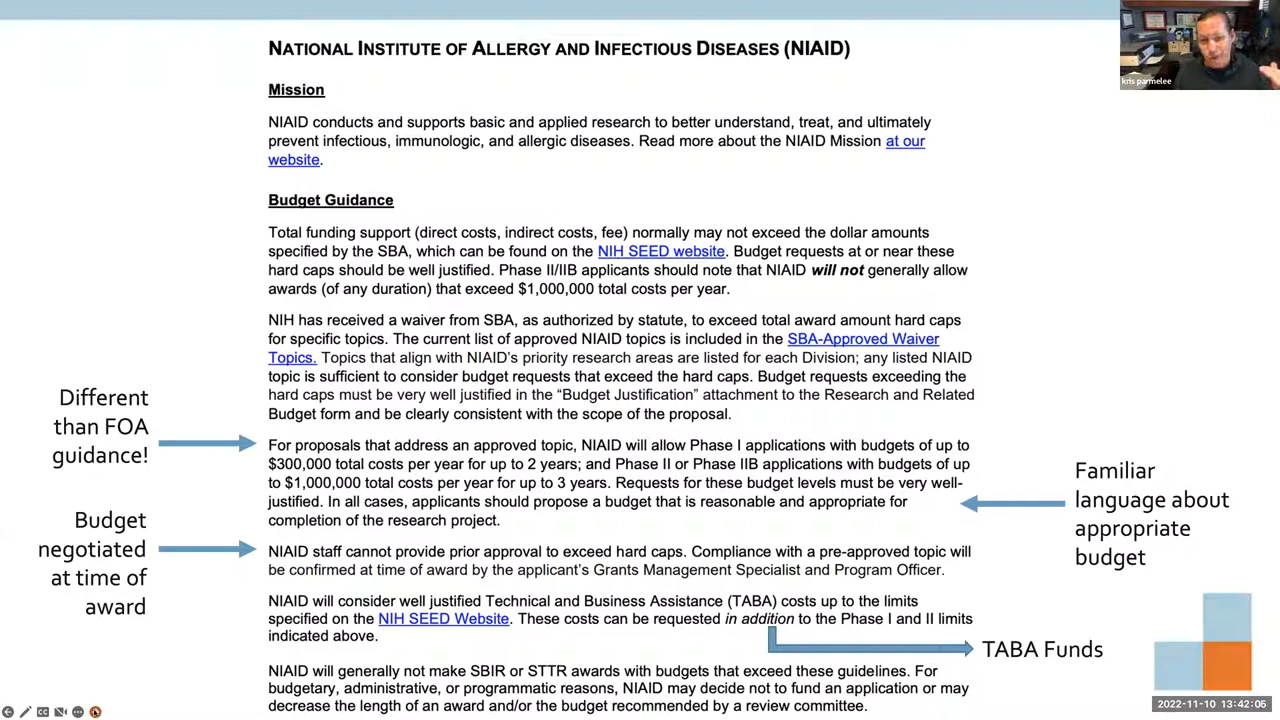 NATIONAL INSTITUTE OF ALLERGY AND INFECTIOUS DISEASES (NIAID)
kris parmelee
Mission
NIAID conducts and supports basic and applied research to better understand, treat, and ultimately
prevent infectious, immunologic, and allergic diseases. Read more about the NIAID Mission at our
website.
Budget Guidance
Total funding support (direct costs, indirect costs, fee) normally may not exceed the dollar amounts
specified by the SBA, which can be found on the NIH SEED website. Budget requests at or near these
hard caps should be well justified. Phase II/IIB applicants should note that NIAID will not generally allow
awards (of any duration) that exceed $1,000,000 total costs per year.
NIH has received a waiver from SBA, as authorized by statute, to exceed total award amount hard caps
for specific topics. The current list of approved NIAID topics is included in the SBA-Approved Waiver
Topics. Topics that align with NIAID's priority research areas are listed for each Division; any listed NIAID
topic is sufficient to consider budget requests that exceed the hard caps. Budget requests exceeding the
hard caps must be very well justified in the “Budget Justification” attachment to the Research and Related
Budget form and be clearly consistent with the scope of the proposal.
Different
than FOA
guidance!
For proposals that address an approved topic, NIAID will allow Phase I applications with budgets of up to
$300,000 total costs per year for up to 2 years; and Phase II or Phase IIB applications with budgets of up
to $1,000,000 total costs per year for up to 3 years. Requests for these budget levels must be very well-
justified. In all cases, applicants should propose a budget that is reasonable and appropriate for
completion of the research project.
Familiar
language about
appropriate
budget
Budget
negotiated
at time of
award
NIAID staff cannot provide prior approval to exceed hard caps. Compliance with a pre-approved topic will
be confirmed at time of award by the applicant's Grants Management Specialist and Program Officer.
NIAID will consider well justified Technical and Business Assistance (TABA) costs up to the limits
specified on the NIH SEED Website. These costs can be requested in addition to the Phase I and II limits
indicated above.
TABA Funds
NIAID will generally not make SBIR or STTR awards with budgets that exceed these guidelines. For
budgetary, administrative, or programmatic reasons, NIAID may decide not to fund an application or may
decrease the length of an award and/or the budget recommended by a review committee.
2022-11-10 13:42:05